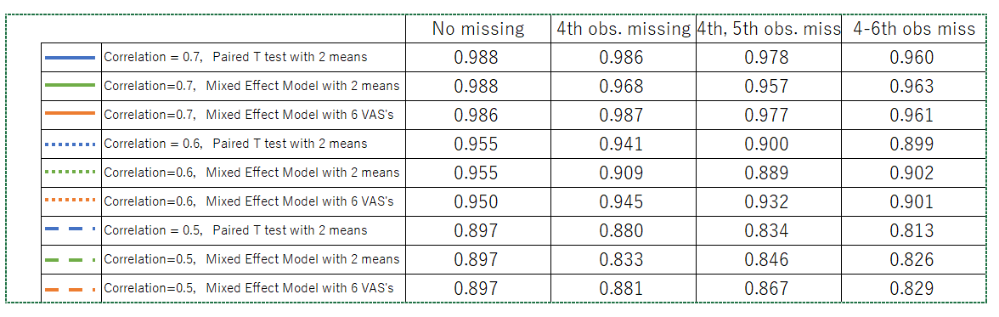 No missing 4th obs. missing 4th, 5th obs. miss 4-6th obs miss
Correlation = 0.7, Paired T test with 2 means 0.988 0.986 0.978 0.960
Correlation=0.7, Mixed Effect Model with 2 means 0.988 0.968 0.957 0.963
Correlation=0.7, Mixed Effect Model with 6 VAS's 0.986 0.987 0.977 0.961
Correlation = 0.6, Paired T test with 2 means 0.955 0.941 0.900 0.899
Correlation=0.6, Mixed Effect Model with 2 means 0.955 0.909 0.889 0.902
Correlation=0.6, Mixed Effect Model with 6 VAS's 0.950 0.945 0.932 0.901
Correlation = 0.5, Paired T test with 2 means 0.897 0.880 0.834 0.813
Correlation=0.5, Mixed Effect Model with 2 means 0.897 0.833 0.846 0.826
Correlation=0.5, Mixed Effect Model with 6 VAS's 0.897 0.881 0.867 0.829